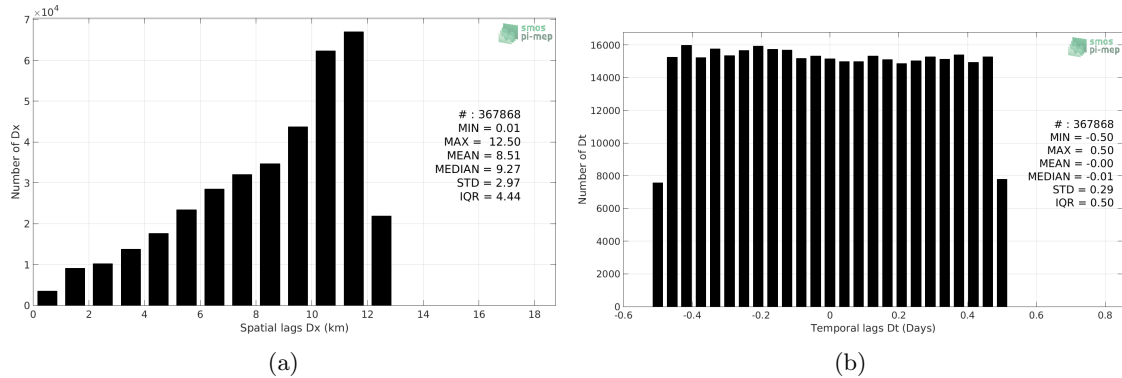 ×10⁴
7
6
5
4
3
2
1
0
Number of Dx
0 2 4 6 8 10 12 14 16 18
Spatial lags Dx (km)
smos
pi-mep
# : 367868
MIN = 0.01
MAX = 12.50
MEAN = 8.51
MEDIAN = 9.27
STD = 2.97
IQR = 4.44
(a)
16000
14000
12000
10000
8000
6000
4000
2000
0
Number of Dt
-0.6 -0.4 -0.2 0 0.2 0.4 0.6 0.8
Temporal lags Dt (Days)
smos
pi-mep
# : 367868
MIN = -0.50
MAX = 0.50
MEAN = -0.00
MEDIAN = -0.01
STD = 0.29
IQR = 0.50
(b)